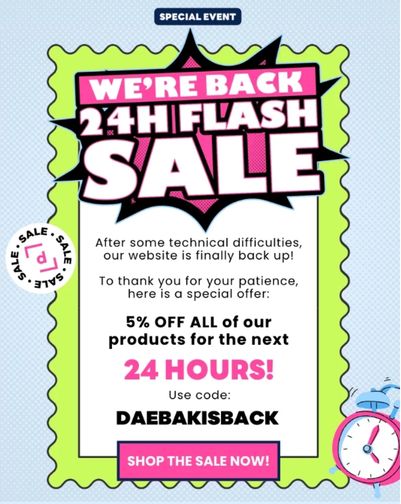 SPECIAL EVENT
WE'RE BACK
24H FLASH
SALE
After some technical difficulties,
our website is finally back up!
SALE • SALE • SALE • SALE •
To thank you for your patience,
here is a special offer:
5% OFF ALL of our
products for the next
24 HOURS!
Use code:
DAEBAKISBACK
SHOP THE SALE NOW!